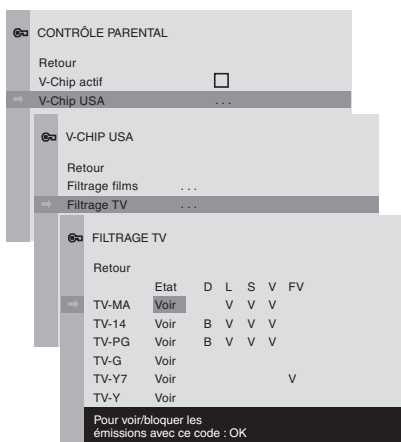 CONTRÔLE PARENTAL
Retour
V-Chip actif
V-Chip USA ...
V-CHIP USA
Retour
Filtrage films ...
Filtrage TV ...
FILTRAGE TV
Retour
Etat D L S V FV
TV-MA Voir V V V
TV-14 Voir B V V V
TV-PG Voir B V V V
TV-G Voir
TV-Y7 Voir V
TV-Y Voir
Pour voir/bloquer les
émissions avec ce code : OK